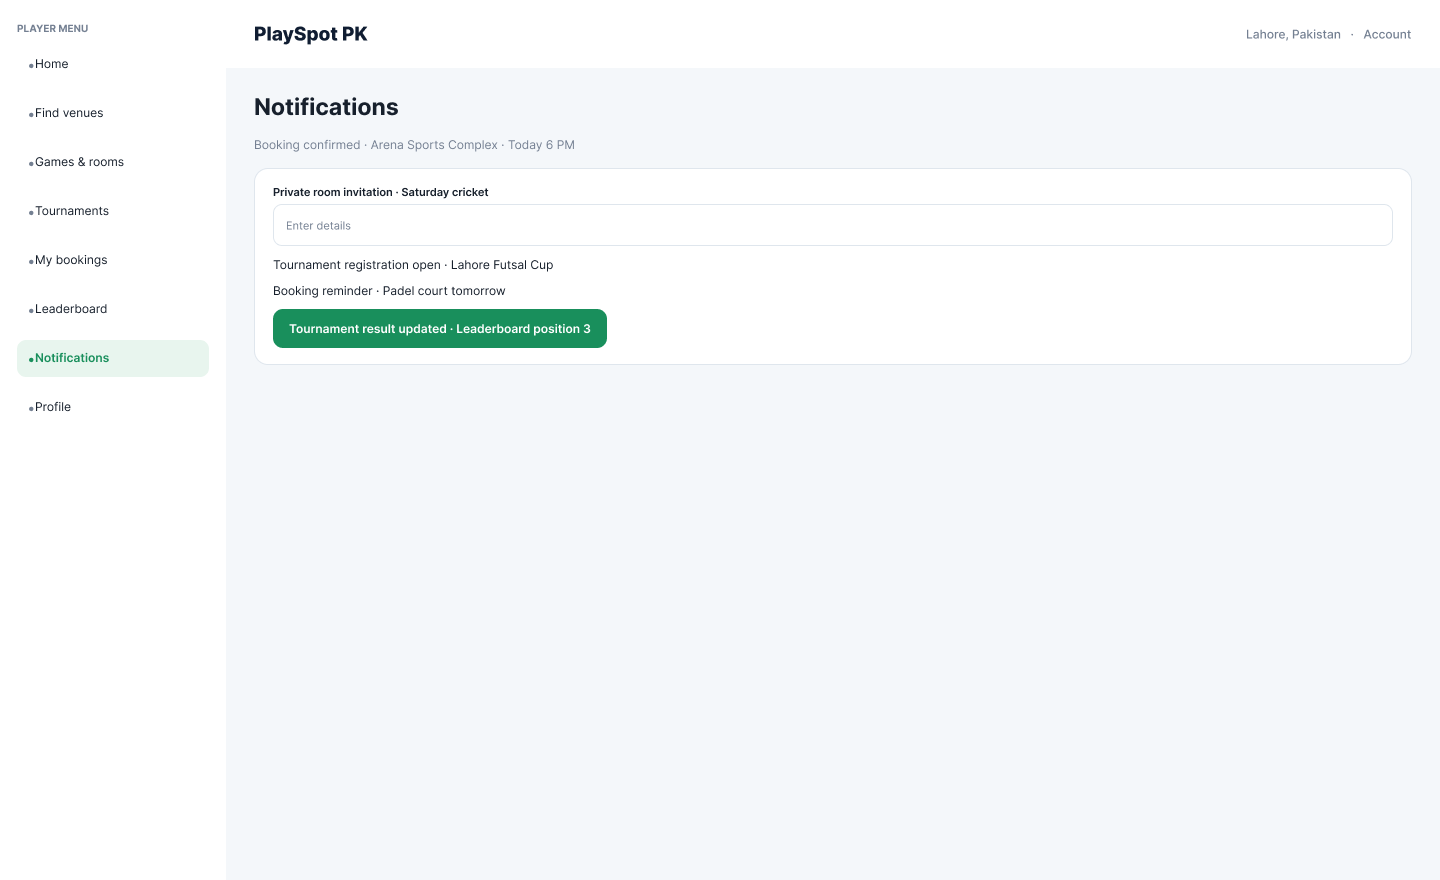 PLAYER MENU
Home
Find venues
Games & rooms
Tournaments
My bookings
Leaderboard
Notifications
Profile
PlaySpot PK
Lahore, Pakistan · Account
Notifications
Booking confirmed · Arena Sports Complex · Today 6 PM
Private room invitation · Saturday cricket
Enter details
Tournament registration open · Lahore Futsal Cup
Booking reminder · Padel court tomorrow
Tournament result updated · Leaderboard position 3